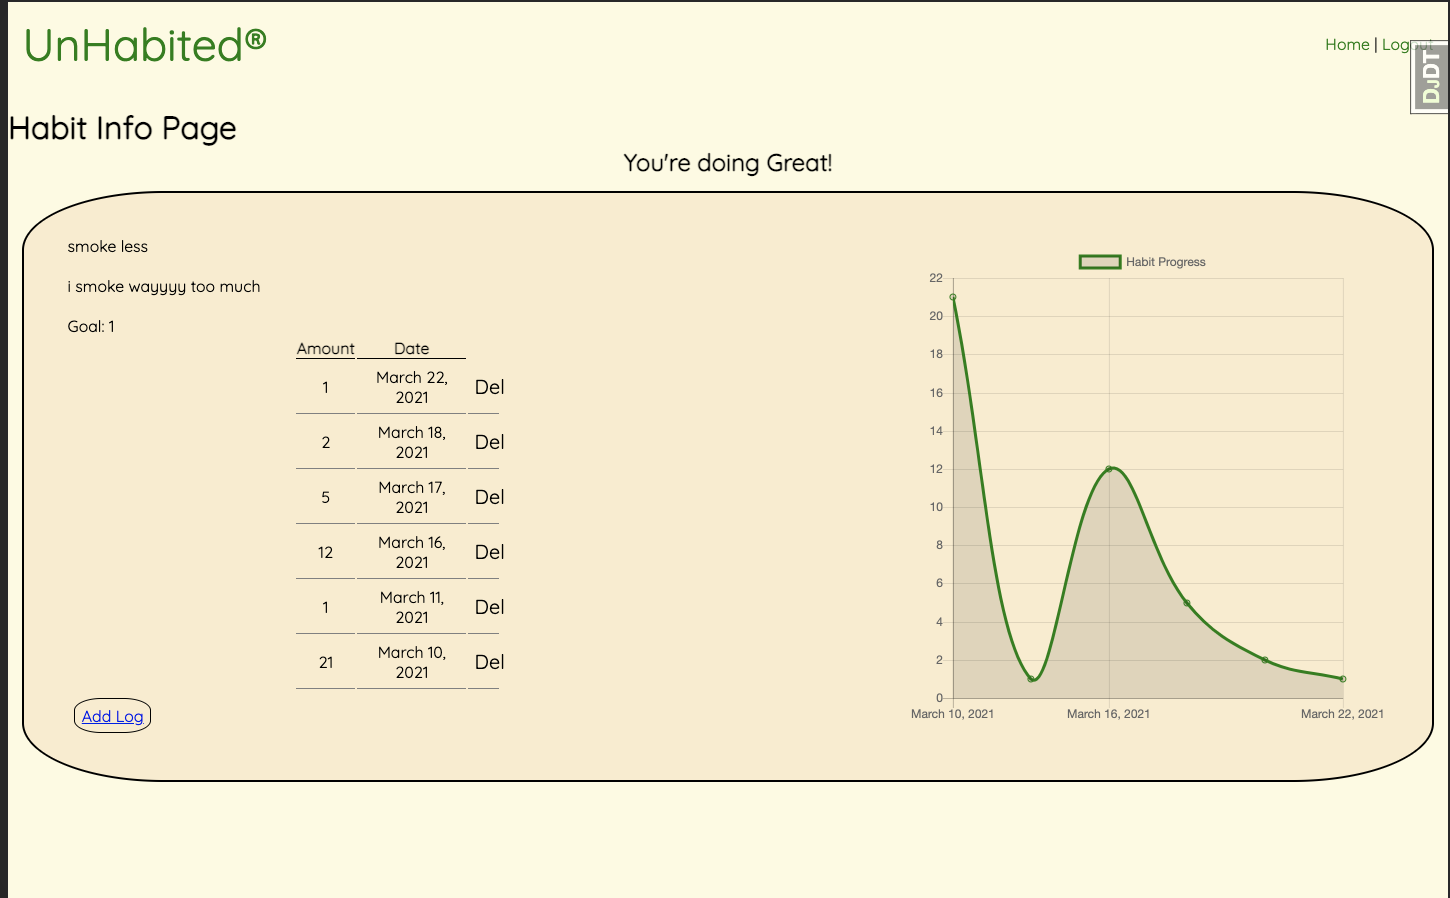 UnHabited®
Home | Logout
DJDT
Habit Info Page
You're doing Great!
smoke less
i smoke wayyyy too much
Goal: 1
Amount Date
1 March 22, Del
2021
2 March 18, Del
2021
5 March 17, Del
2021
12 March 16, Del
2021
1 March 11, Del
2021
21 March 10, Del
2021
Add Log
Habit Progress
22
20
18
16
14
12
10
8
6
4
2
0
March 10, 2021 March 16, 2021 March 22, 2021